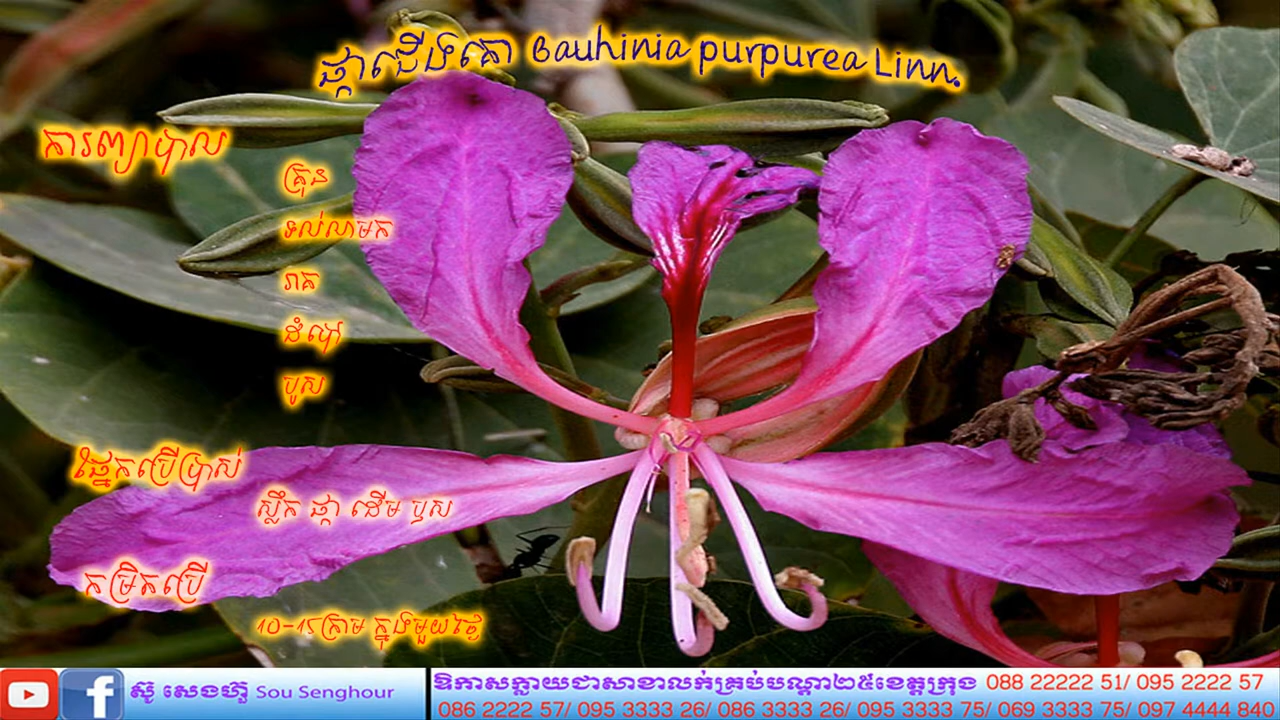 ផ្កាជើងគោ Bauhinia purpurea Linn.
ការព្យាបាល
គ្រុន
ទល់លាមក
រាគ
ដំបៅ
បូស
ផ្នែកប្រើប្រាស់
ស្លឹក ផ្កា ដើម ឫស
កម្រិតប្រើ
10-15ក្រាម ក្នុងមួយថ្ងៃ
ស៊ូ សេងហ៊ួ Sou Senghour
ឱកាសក្លាយជាសាខាលក់គ្រប់បណ្តា២៥ខេត្តក្រុង 088 22222 51/ 095 2222 57
086 2222 57/ 095 3333 26/ 086 3333 26/ 095 3333 75/ 069 3333 75/ 097 4444 840